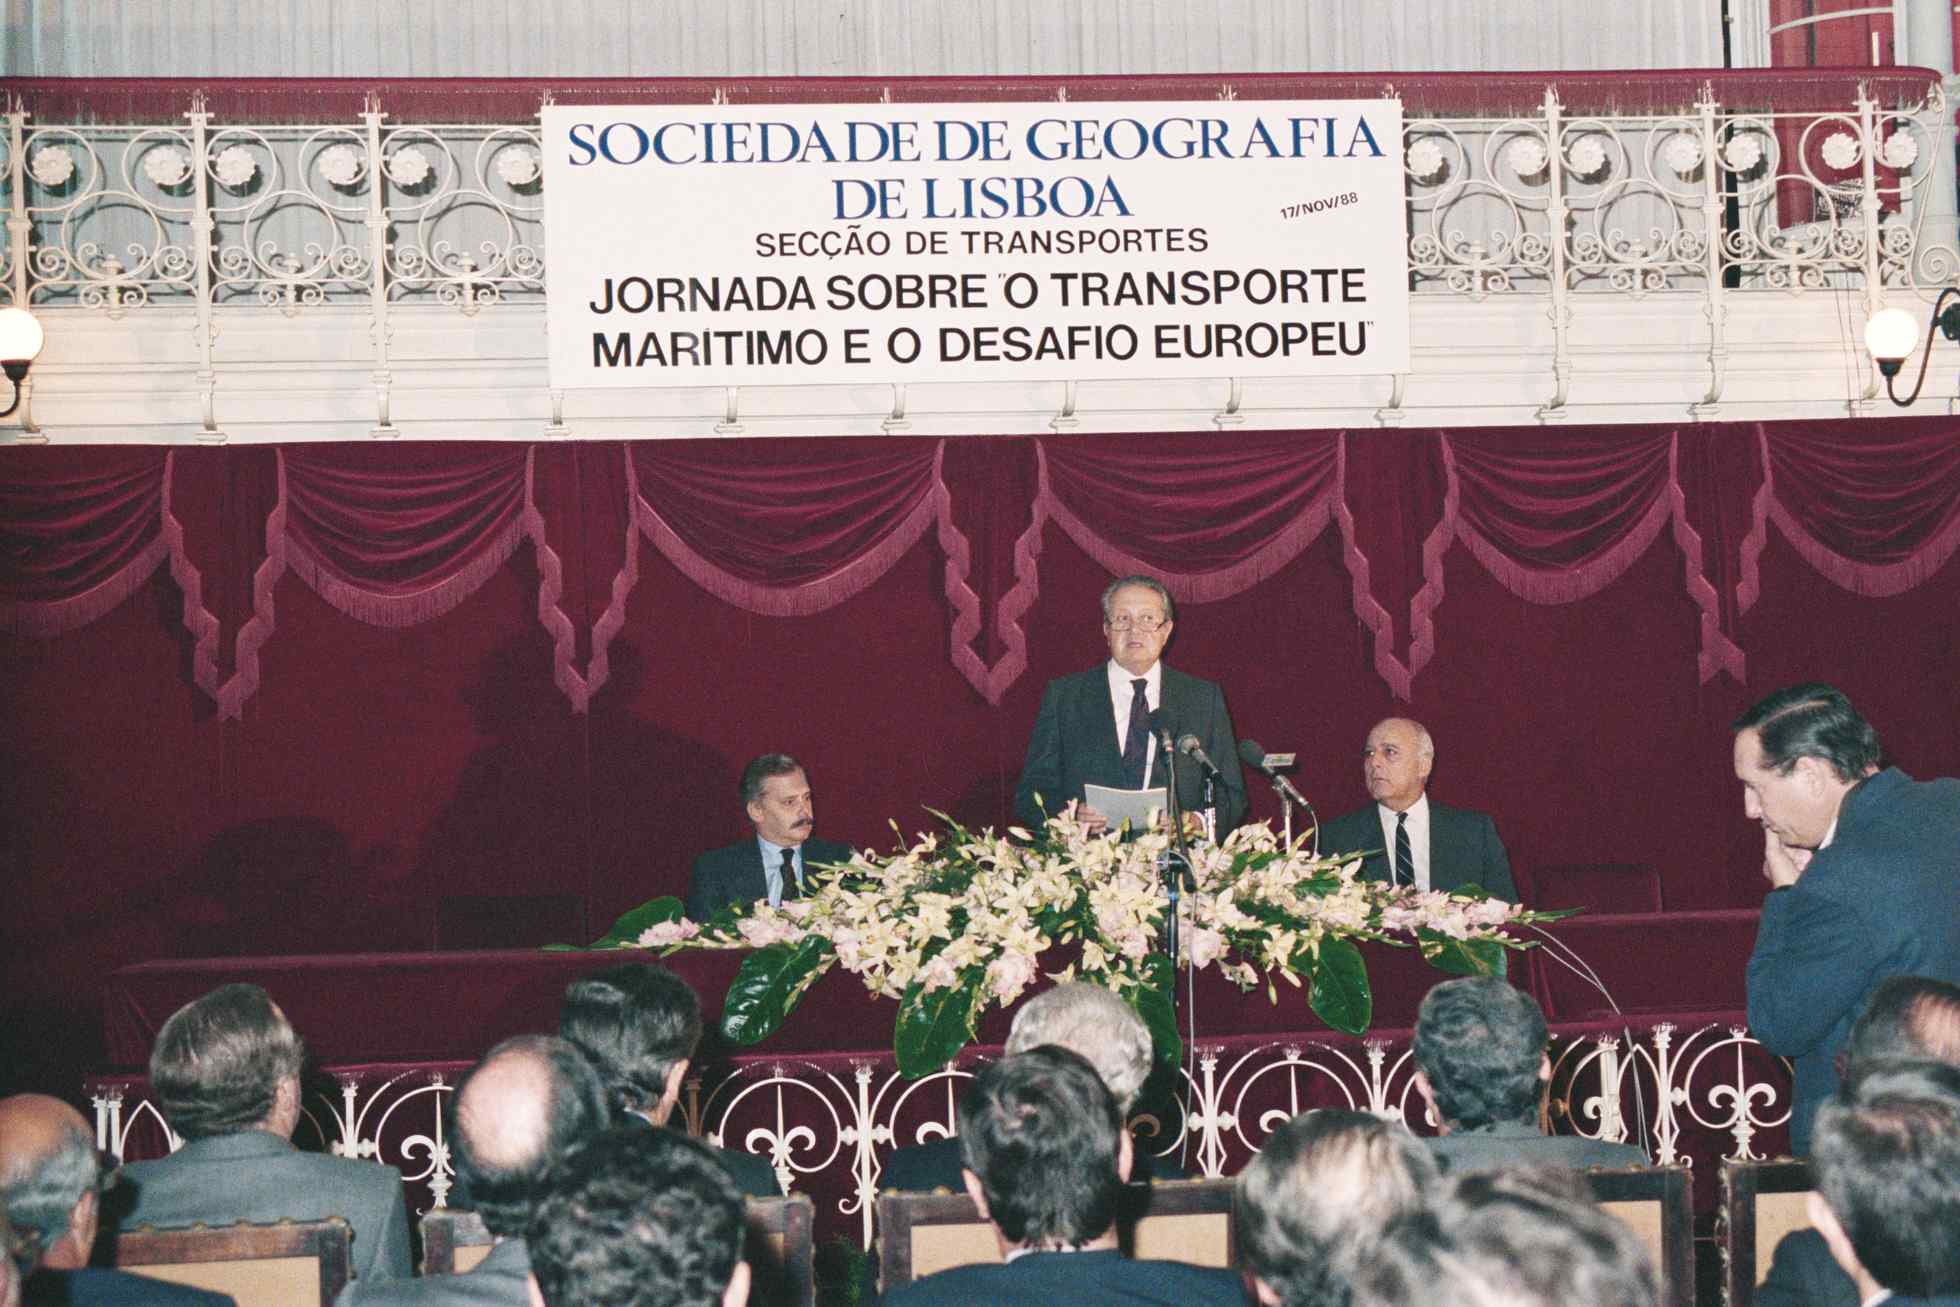 SOCIEDADE DE GEOGRAFIA
DE LISBOA
17/NOV/88
SECÇÃO DE TRANSPORTES
JORNADA SOBRE "O TRANSPORTE
MARÍTIMO E O DESAFIO EUROPEU"